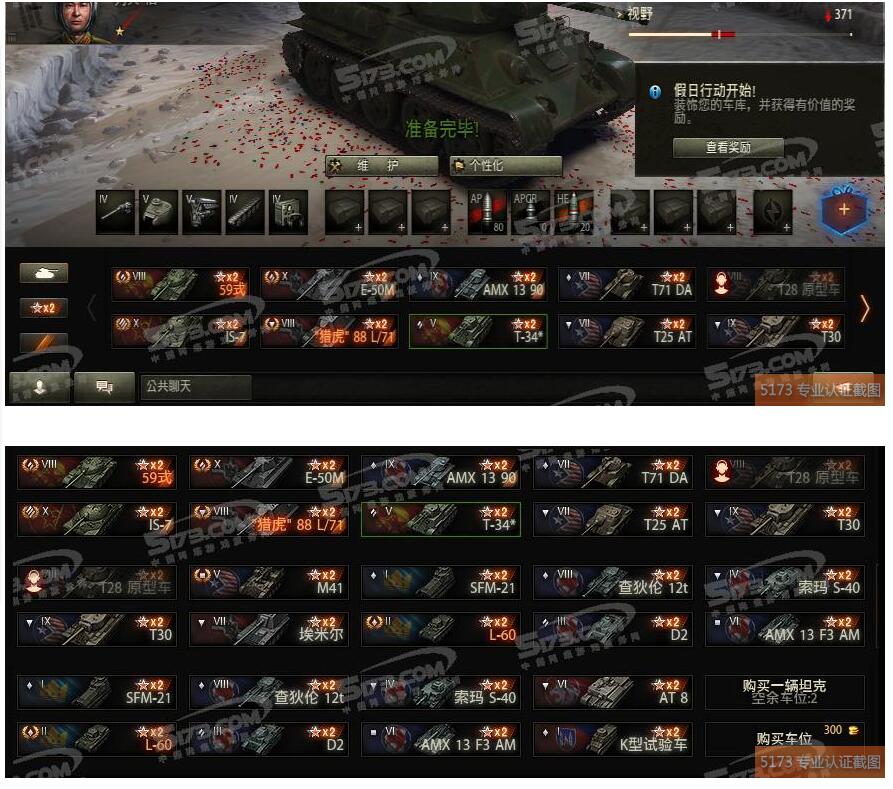 视野
371
假日行动开始!
装饰您的车库，并获得有价值的奖
励。
查看奖励
准备完毕!
维 护
个性化
IV V V IV IV
AP 80 APCR 0 HE 20
VIII x2 59式
X x2 E-50M
IX x2 AMX 13 90
VII x2 T71 DA
VIII T28 原型车
x2
X x2 IS-7
VIII x2 "猎虎" 88 L/71
V x2 T-34*
VII x2 T25 AT
IX x2 T30
公共聊天
5173 专业认证截图
VIII x2 59式
X x2 E-50M
IX x2 AMX 13 90
VII x2 T71 DA
VIII T28 原型车
X x2 IS-7
VIII x2 "猎虎" 88 L/71
V x2 T-34*
VII x2 T25 AT
IX x2 T30
T28 原型车
V x2 M41
I x2 SFM-21
VIII x2 查狄伦 12t
IV x2 索玛 S-40
IX x2 T30
VII x2 埃米尔
II x2 L-60
III x2 D2
VI x2 AMX 13 F3 AM
I x2 SFM-21
VIII x2 查狄伦 12t
IV x2 索玛 S-40
VI x2 AT 8
购买一辆坦克
空余车位:2
II x2 L-60
III x2 D2
VI x2 AMX 13 F3 AM
I x2 K型试验车
购买车位 300
5173 专业认证截图
5173.COM